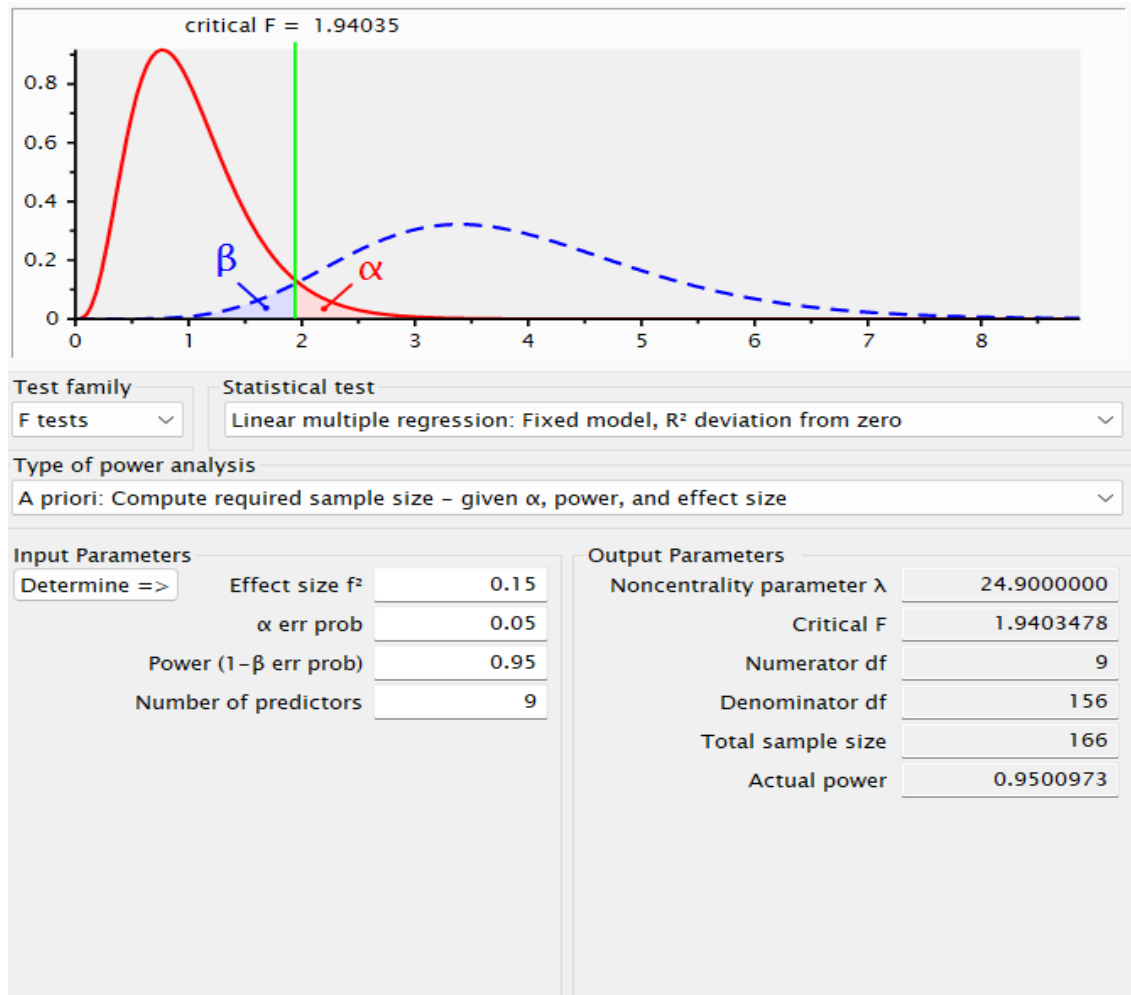 critical F = 1.94035
0.8
0.6
0.4
0.2
0
β
α
0 1 2 3 4 5 6 7 8
Test family Statistical test
F tests Linear multiple regression: Fixed model, R² deviation from zero
Type of power analysis
A priori: Compute required sample size – given α, power, and effect size
Input Parameters Output Parameters
Determine => Effect size f² 0.15 Noncentrality parameter λ 24.9000000
α err prob 0.05 Critical F 1.9403478
Power (1-β err prob) 0.95 Numerator df 9
Number of predictors 9 Denominator df 156
Total sample size 166
Actual power 0.9500973